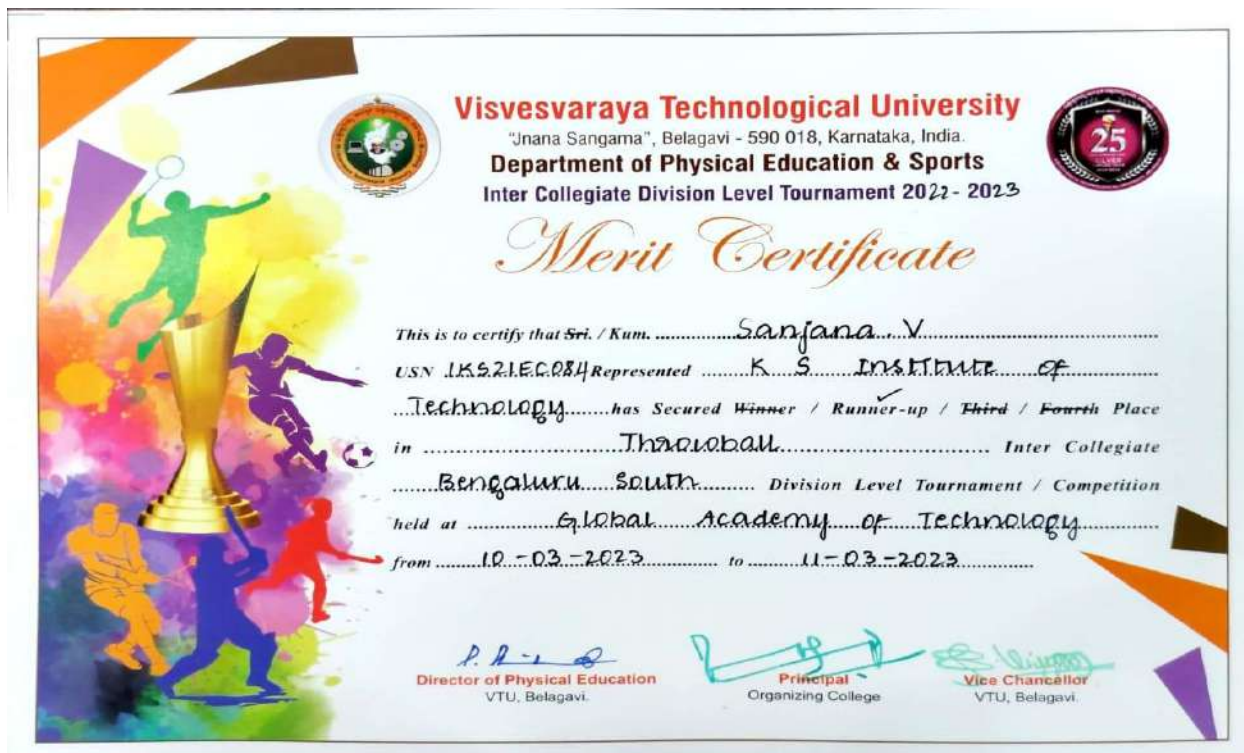 Visvesvaraya Technological University
"Jnana Sangama", Belagavi - 590 018, Karnataka, India.
Department of Physical Education & Sports
Inter Collegiate Division Level Tournament 2022 - 2023
25
SILVER
Merit Certificate
This is to certify that Sri. / Kum. Sanjana. V
USN 1KS21EC084 Represented K S Institute of
Technology has Secured Winner / Runner-up / Third / Fourth Place
in Throwball Inter Collegiate
Bengaluru South Division Level Tournament / Competition
held at Global Academy of Technology
from 10-03-2023 to 11-03-2023
Director of Physical Education
VTU, Belagavi.
Principal
Organizing College
Vice Chancellor
VTU, Belagavi.